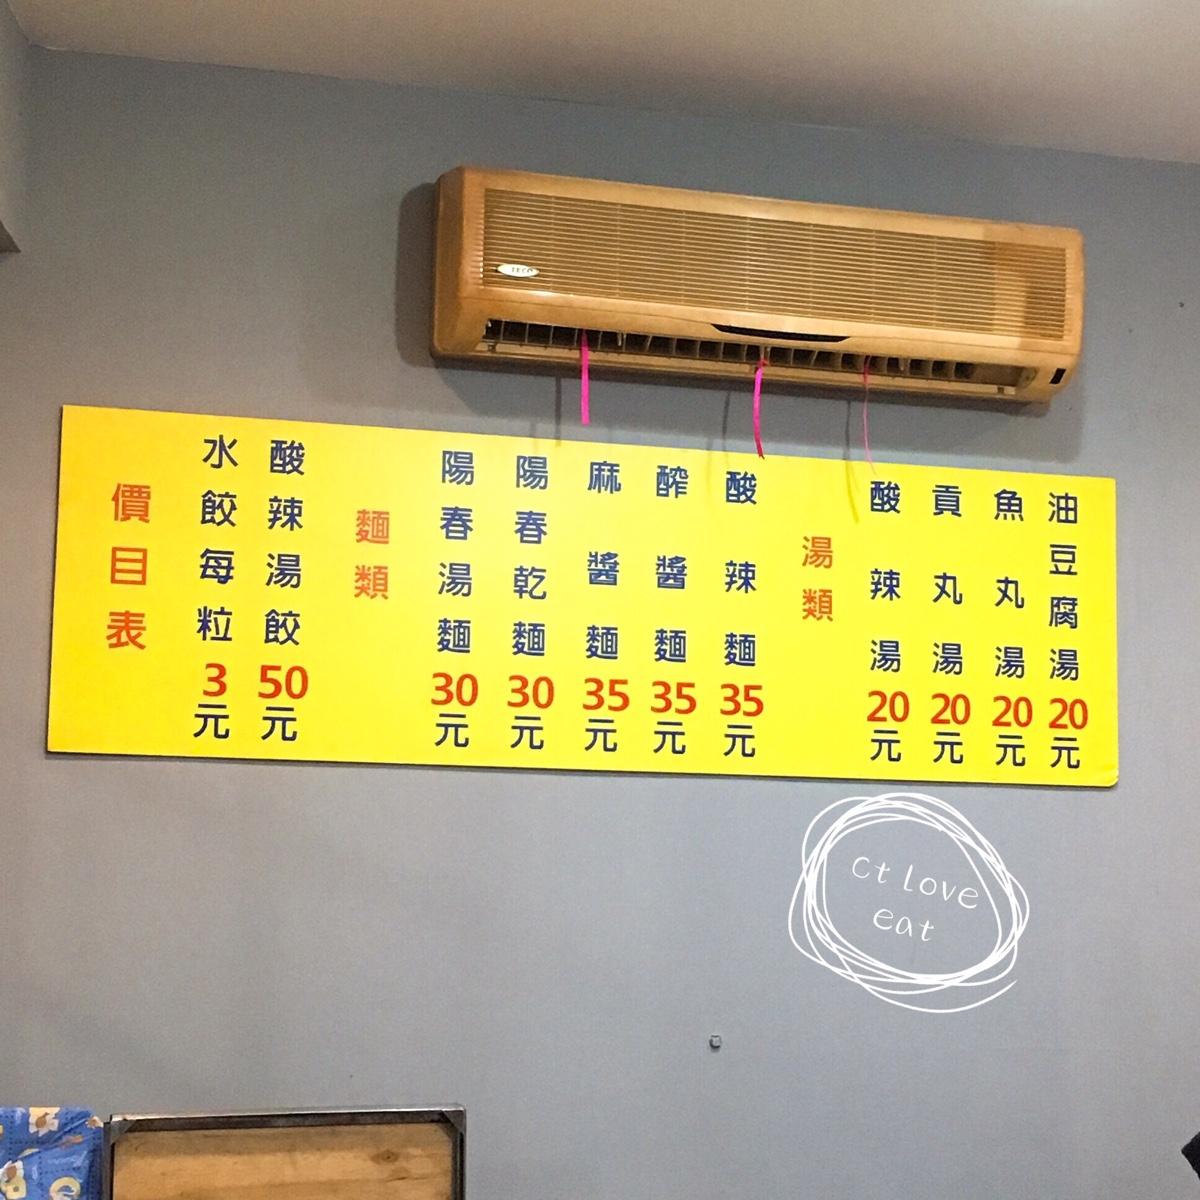 TECO
價目表
水餃每粒3元
酸辣湯餃50元
麵類
陽春湯麵30元
陽春乾麵30元
麻醬麵35元
醡醬麵35元
酸辣麵35元
湯類
酸辣湯20元
貢丸湯20元
魚丸湯20元
油豆腐湯20元
ct love
eat